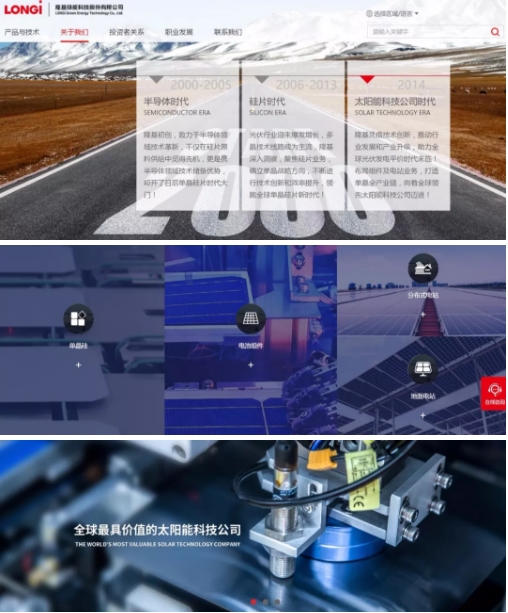 LONGi
隆基绿能科技股份有限公司
LONGi Green Energy Technology Co., Ltd.
选择区域/语言
产品与技术
关于我们
投资者关系
职业发展
联系我们
请输入关键字
2000-2005
半导体时代
SEMICONDUCTOR ERA
隆基初创，致力于半导体领
域技术革新，不仅在硅片原
料供给中见得先机，更是为
半导体领域技术储备优势，
叩开了日后单晶硅片时代大
门！
2006-2013
硅片时代
SILICON ERA
光伏行业迎来爆发增长，多
晶技术线路成为主流，隆基
深入洞候，聚焦硅片业务，
确立单晶战略方向，不断进
行技术创新和效率提升，领
航全球单晶硅片新时代！
2014
太阳能科技公司时代
SOLAR TECHNOLOGY ERA
隆基凭借技术创新，推动行
业发展和产业升级，助力全
球光伏发电平价时代来临！
布局组件及电站业务，打造
单晶全产业链，向着全球领
先太阳能科技公司迈进！
2000
单晶硅
电池组件
分布式电站
地面电站
在线咨询
全球最具价值的太阳能科技公司
THE WORLD'S MOST VALUABLE SOLAR TECHNOLOGY COMPANY